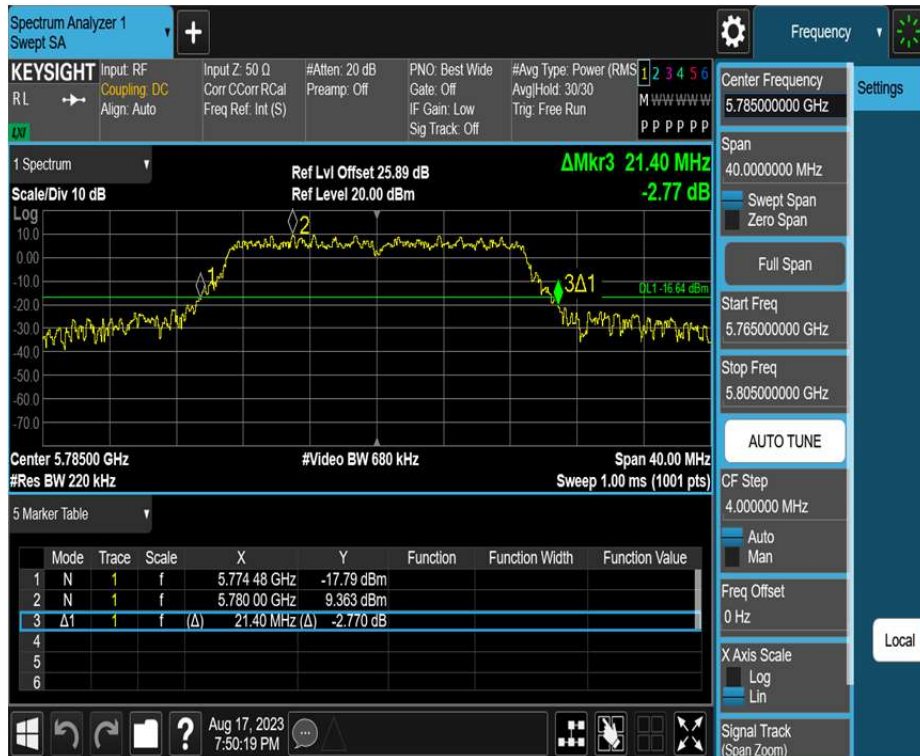 Spectrum Analyzer 1
Swept SA
+
Frequency
KEYSIGHT
RL
LXI
Input: RF
Coupling: DC
Align: Auto
Input Z: 50 Ω
Corr CCorr RCal
Freq Ref: Int (S)
#Atten: 20 dB
Preamp: Off
PNO: Best Wide
Gate: Off
IF Gain: Low
Sig Track: Off
#Avg Type: Power (RMS
Avg|Hold: 30/30
Trig: Free Run
1 2 3 4 5 6
M W W W W W
P P P P P P
1 Spectrum
Scale/Div 10 dB
Ref Lvl Offset 25.89 dB
Ref Level 20.00 dBm
ΔMkr3 21.40 MHz
-2.77 dB
Log
10.0
0.00
-10.0
-20.0
-30.0
-40.0
-50.0
-60.0
-70.0
1
2
3Δ1
DL1 -16.64 dBm
Center 5.78500 GHz
#Res BW 220 kHz
#Video BW 680 kHz
Span 40.00 MHz
Sweep 1.00 ms (1001 pts)
5 Marker Table
Mode Trace Scale X Y Function Function Width Function Value
1 N 1 f 5.774 48 GHz -17.79 dBm
2 N 1 f 5.780 00 GHz 9.363 dBm
3 Δ1 1 f (Δ) 21.40 MHz (Δ) -2.770 dB
4
5
6
?
Aug 17, 2023
7:50:19 PM
Center Frequency
5.785000000 GHz
Span
40.0000000 MHz
Swept Span
Zero Span
Full Span
Start Freq
5.765000000 GHz
Stop Freq
5.805000000 GHz
AUTO TUNE
CF Step
4.000000 MHz
Auto
Man
Freq Offset
0 Hz
X Axis Scale
Log
Lin
Signal Track
(Span Zoom)
Settings
Local